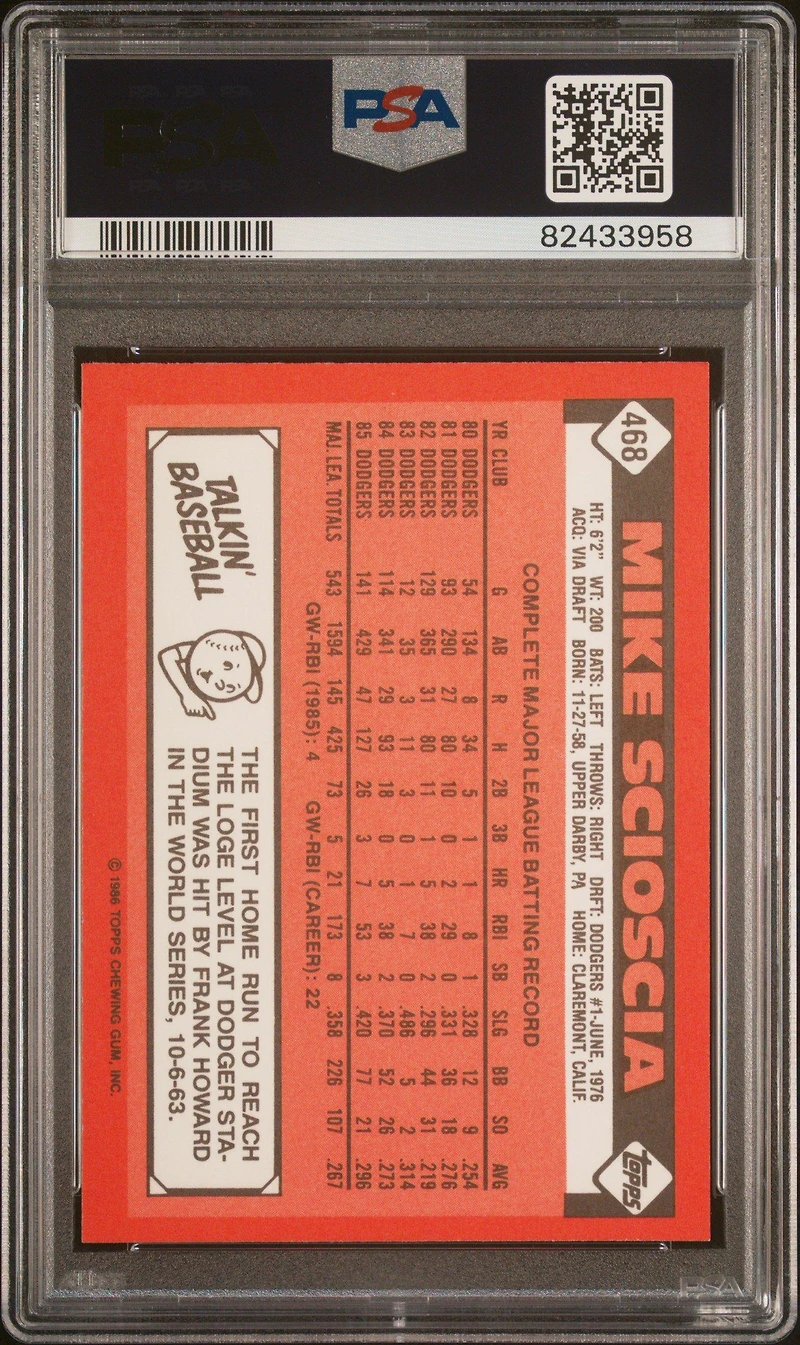 PSA
82433958
468
MIKE SCIOSCIA
topps
HT: 6'2" WT: 200 BATS: LEFT THROWS: RIGHT DRFT: DODGERS #1-JUNE, 1976
ACQ: VIA DRAFT BORN: 11-27-58, UPPER DARBY, PA HOME: CLAREMONT, CALIF.
COMPLETE MAJOR LEAGUE BATTING RECORD
YR CLUB G AB R H 2B 3B HR RBI SB SLG BB SO AVG
80 DODGERS 54 134 8 34 5 1 1 8 1 .328 12 9 .254
81 DODGERS 93 290 27 80 10 0 2 29 0 .331 36 18 .276
82 DODGERS 129 365 31 80 11 1 5 38 2 .296 44 31 .219
83 DODGERS 12 35 3 11 3 0 1 7 0 .486 5 2 .314
84 DODGERS 114 341 29 93 18 0 5 38 2 .370 52 26 .273
85 DODGERS 141 429 47 127 26 3 7 53 3 .420 77 21 .296
MAJ. LEA. TOTALS 543 1594 145 425 73 5 21 173 8 .358 226 107 .267
GW-RBI (1985): 4 GW-RBI (CAREER): 22
TALKIN'
BASEBALL
THE FIRST HOME RUN TO REACH
THE LOGE LEVEL AT DODGER STA-
DIUM WAS HIT BY FRANK HOWARD
IN THE WORLD SERIES, 10-6-63.
© 1986 TOPPS CHEWING GUM, INC.
PSA